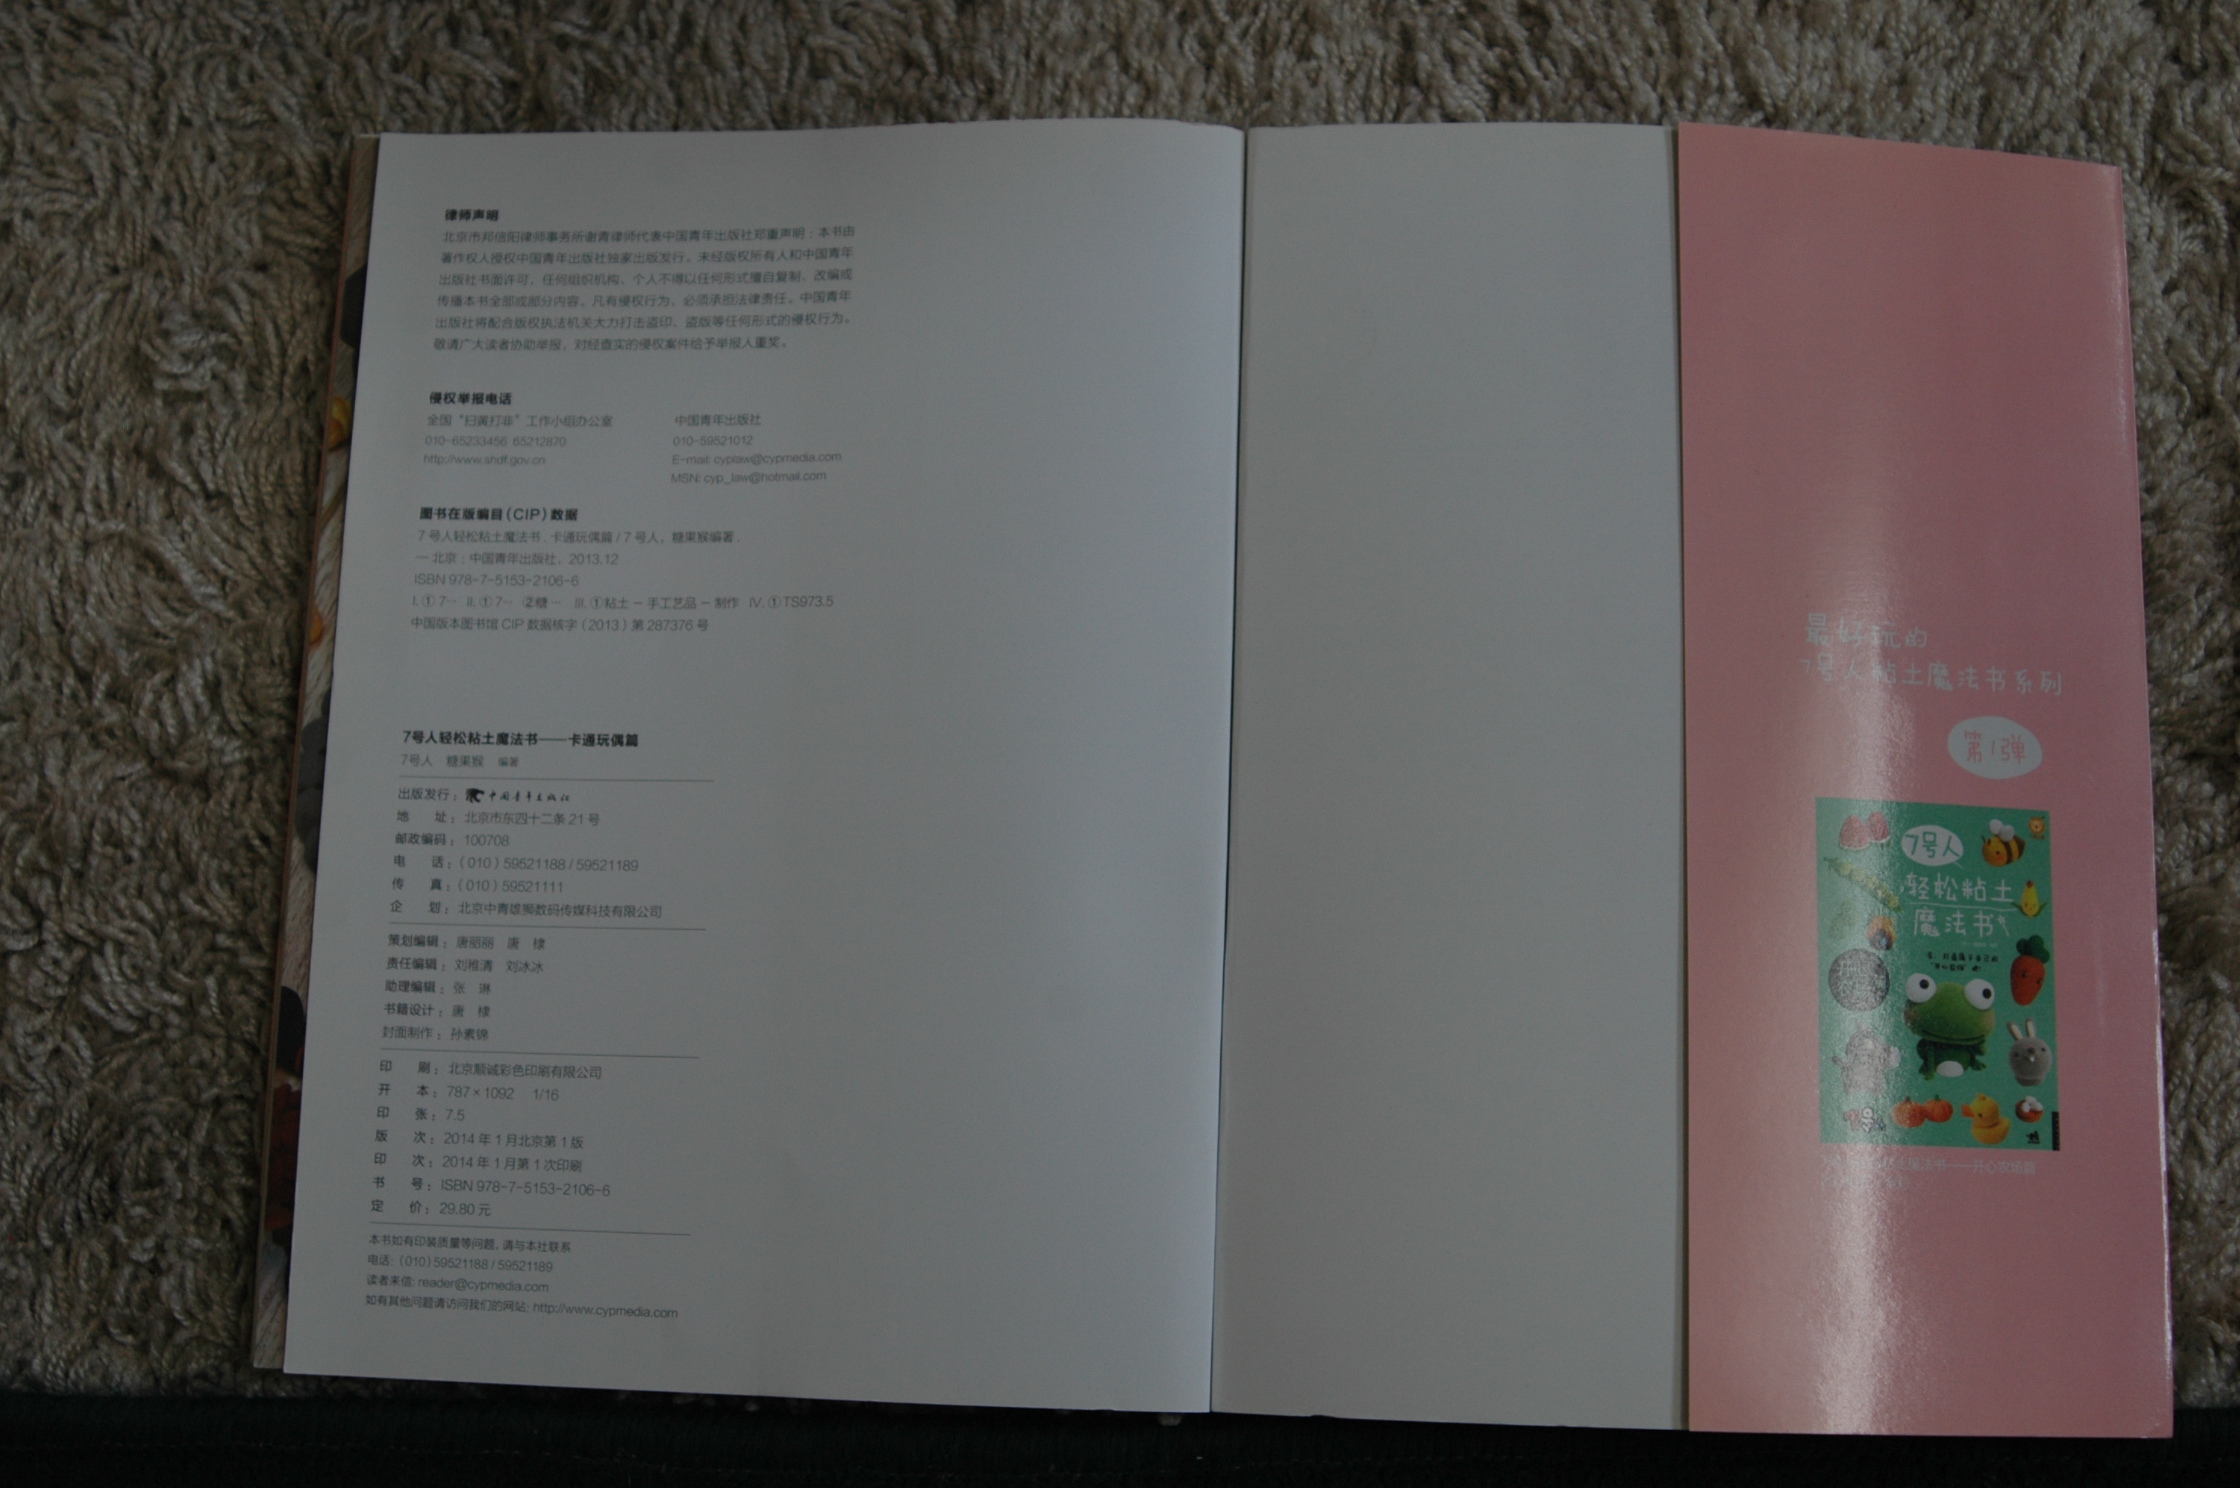 律师声明
北京市邦信阳律师事务所谢青律师代表中国青年出版社郑重声明：本书由
著作权人授权中国青年出版社独家出版发行。未经版权所有人和中国青年
出版社书面许可，任何组织机构、个人不得以任何形式擅自复制、改编或
传播本书全部或部分内容。凡有侵权行为，必须承担法律责任。中国青年
出版社将配合版权执法机关大力打击盗印、盗版等任何形式的侵权行为。
敬请广大读者协助举报，对经查实的侵权案件给予举报人重奖。
侵权举报电话
全国“扫黄打非”工作小组办公室 中国青年出版社
010-65233456 65212870 010-59521012
http://www.shdf.gov.cn E-mail: cyplaw@cypmedia.com
MSN: cyp_law@hotmail.com
图书在版编目(CIP)数据
7号人轻松粘土魔法书·卡通玩偶篇 / 7号人，糖果猴编著.
— 北京：中国青年出版社，2013.12
ISBN 978-7-5153-2106-6
I.①7… II.①7… ②糖… III.①粘土－手工艺品－制作 IV.①TS973.5
中国版本图书馆 CIP 数据核字(2013)第 287376 号
7号人轻松粘土魔法书——卡通玩偶篇
7号人 糖果猴 编著
出版发行：中国青年出版社
地 址：北京市东四十二条21号
邮政编码：100708
电 话：(010)59521188 / 59521189
传 真：(010)59521111
企 划：北京中青雄狮数码传媒科技有限公司
策划编辑：唐丽丽 唐 棣
责任编辑：刘稚清 刘冰冰
助理编辑：张 琳
书籍设计：唐 棣
封面制作：孙素锦
印 刷：北京顺诚彩色印刷有限公司
开 本：787×1092 1/16
印 张：7.5
版 次：2014年1月北京第1版
印 次：2014年1月第1次印刷
书 号：ISBN 978-7-5153-2106-6
定 价：29.80元
本书如有印装质量等问题，请与本社联系
电话：(010)59521188 / 59521189
读者来信: reader@cypmedia.com
如有其他问题请访问我们的网站: http://www.cypmedia.com
最好玩的
7号人粘土魔法书系列
第1弹
7号人
轻松粘土
魔法书